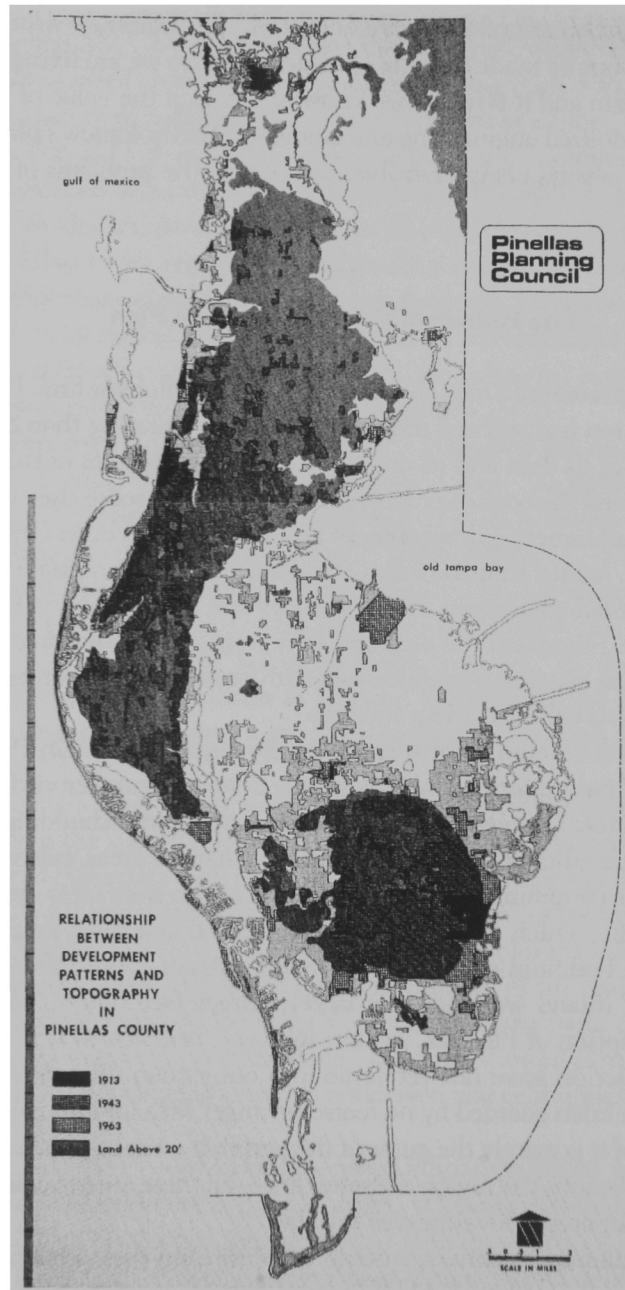 gulf of mexico
Pinellas
Planning
Council
old tampa bay
RELATIONSHIP
BETWEEN
DEVELOPMENT
PATTERNS AND
TOPOGRAPHY
IN
PINELLAS COUNTY
1913
1943
1963
Land Above 20'
SCALE IN MILES